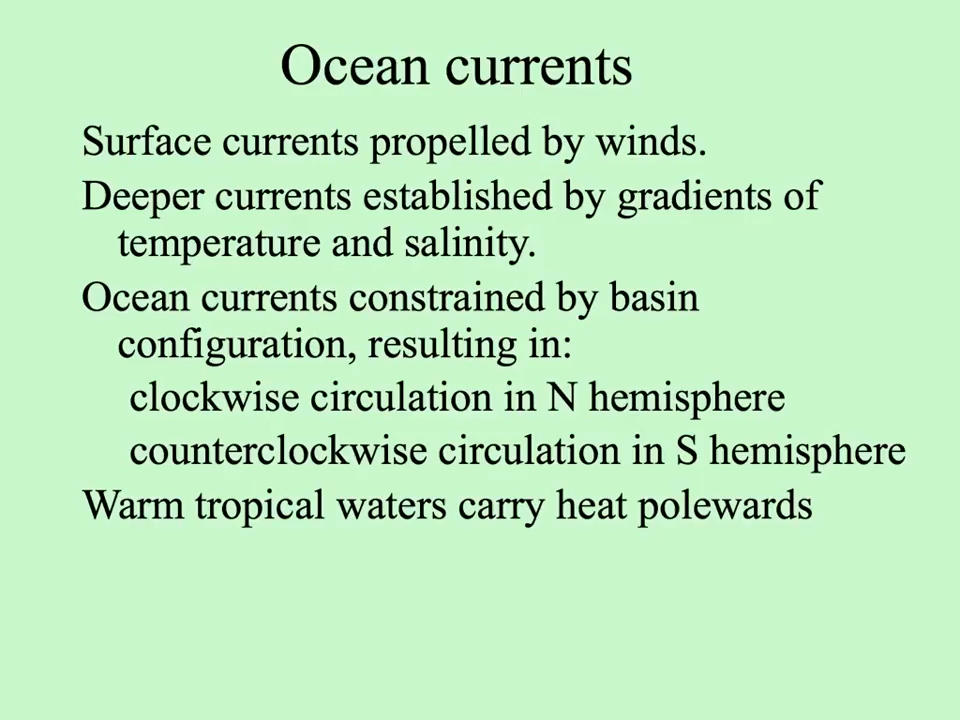 Ocean currents
Surface currents propelled by winds.
Deeper currents established by gradients of
temperature and salinity.
Ocean currents constrained by basin
configuration, resulting in:
clockwise circulation in N hemisphere
counterclockwise circulation in S hemisphere
Warm tropical waters carry heat polewards